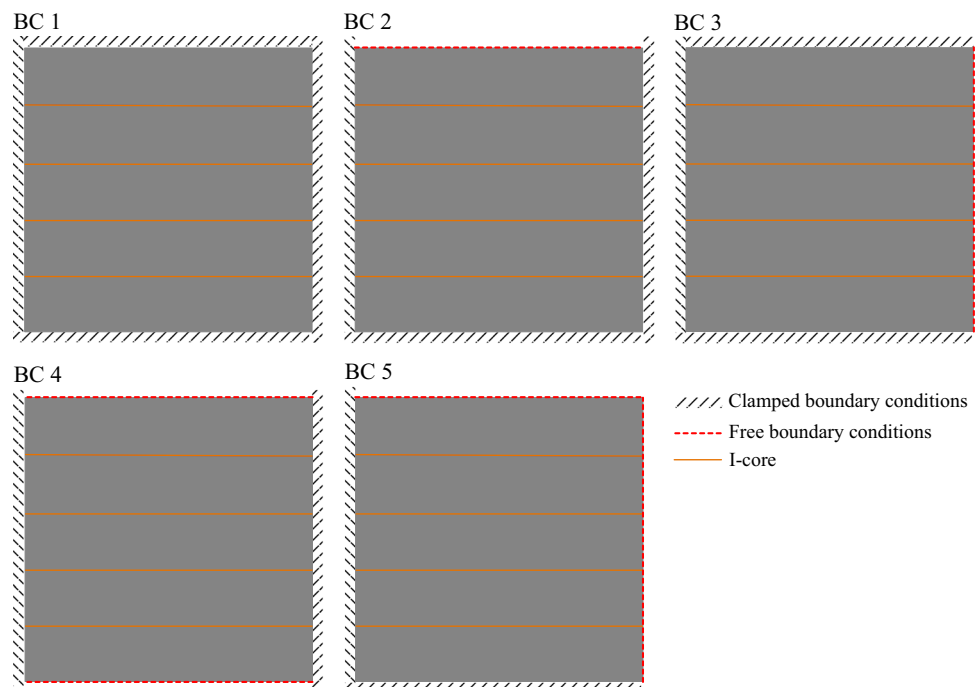 BC 1
BC 2
BC 3
BC 4
BC 5
Clamped boundary conditions
Free boundary conditions
I-core